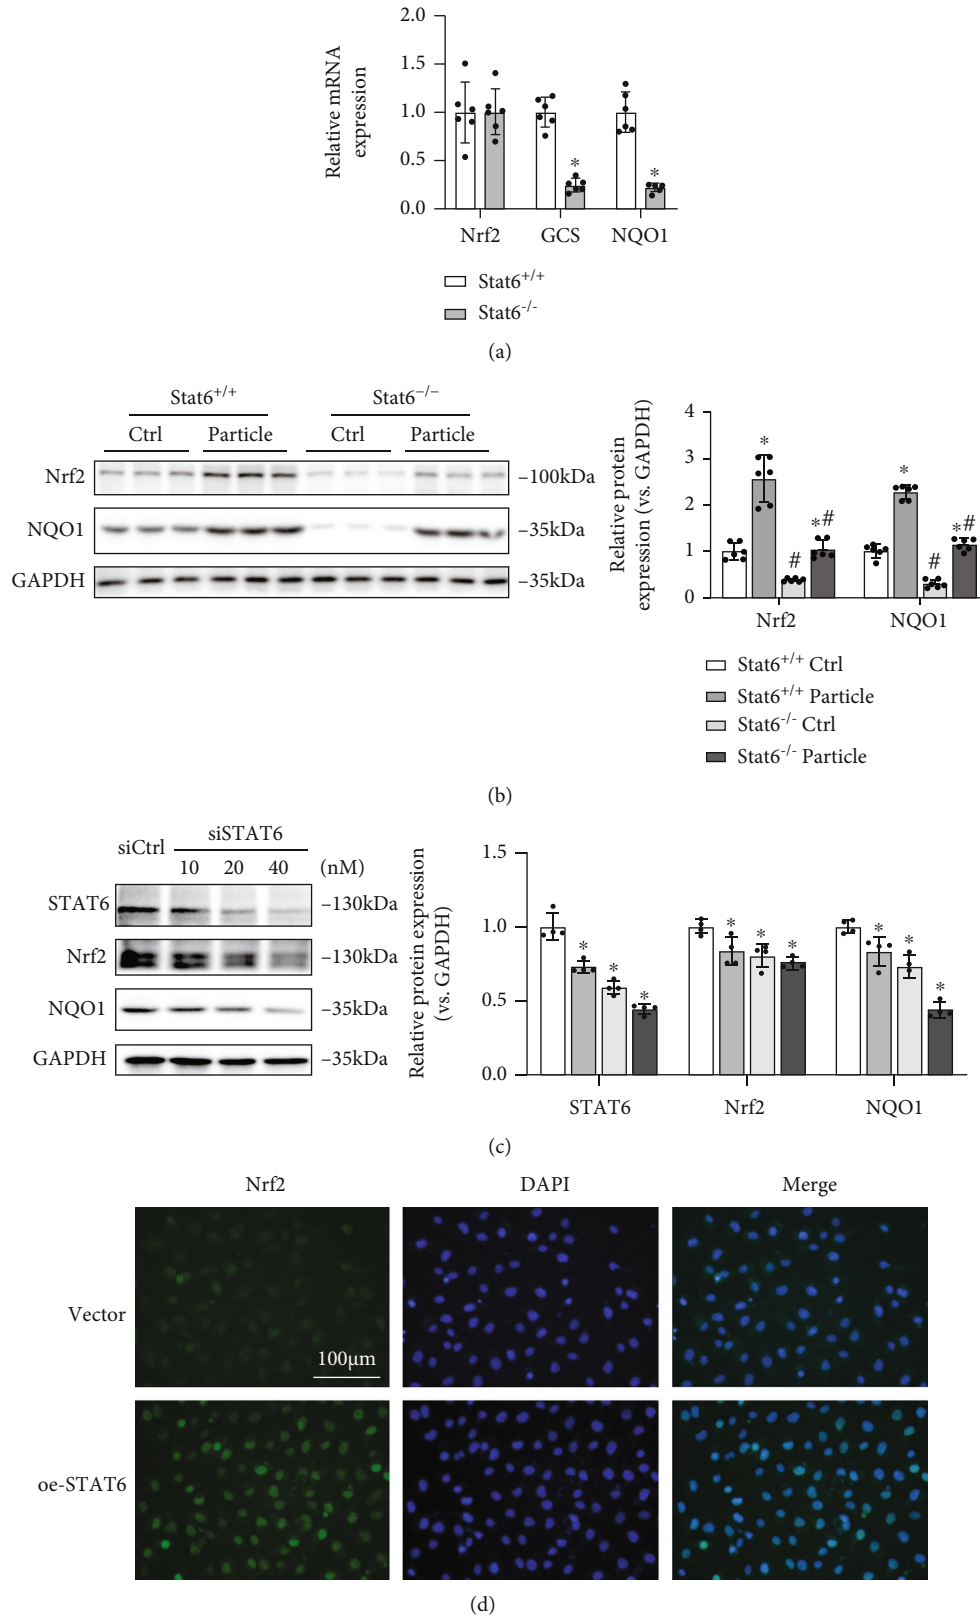 2.0
1.5
1.0
0.5
0.0
Relative mRNA
expression
*
*
Nrf2 GCS NQO1
Stat6+/+
Stat6-/-
(a)
Stat6+/+ Stat6−/−
Ctrl Particle Ctrl Particle
Nrf2 –100kDa
NQO1 –35kDa
GAPDH –35kDa
Relative protein
expression (vs. GAPDH)
4
3
2
1
0
* # *# * # *#
Nrf2 NQO1
Stat6+/+ Ctrl
Stat6+/+ Particle
Stat6-/- Ctrl
Stat6-/- Particle
(b)
siCtrl siSTAT6
10 20 40 (nM)
STAT6 –130kDa
Nrf2 –130kDa
NQO1 –35kDa
GAPDH –35kDa
Relative protein expression
(vs. GAPDH)
1.5
1.0
0.5
0.0
* * * * * * * * *
STAT6 Nrf2 NQO1
(c)
Nrf2 DAPI Merge
Vector
100μm
oe-STAT6
(d)